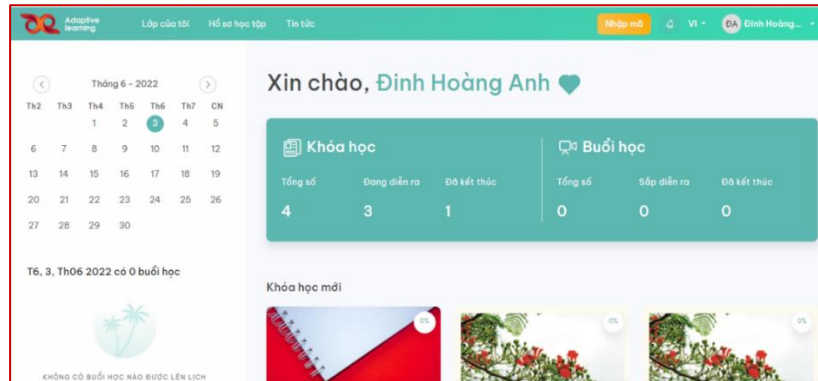 Adaptive
learning
Lớp của tôi
Hồ sơ học tập
Tin tức
Nhập mã
VI
ĐA
Đinh Hoàng...
Tháng 6 - 2022
Th2 Th3 Th4 Th5 Th6 Th7 CN
1 2 3 4 5
6 7 8 9 10 11 12
13 14 15 16 17 18 19
20 21 22 23 24 25 26
27 28 29 30
T6, 3, Th06 2022 có 0 buổi học
KHÔNG CÓ BUỔI HỌC NÀO ĐƯỢC LÊN LỊCH
Xin chào, Đinh Hoàng Anh
Khóa học
Tổng số Đang diễn ra Đã kết thúc
4 3 1
Buổi học
Tổng số Sắp diễn ra Đã kết thúc
0 0 0
Khóa học mới
0% 0% 0%